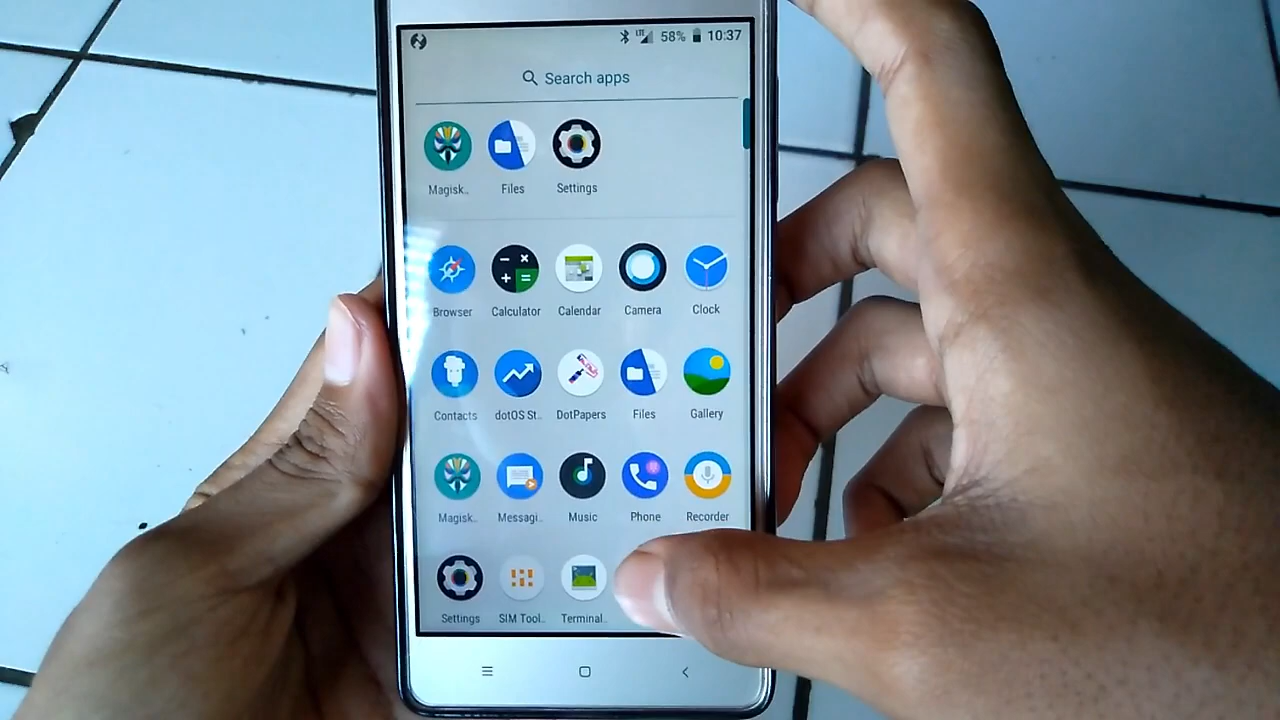 LTE 58% 10:37
Search apps
Magisk..
Files
Settings
Browser
Calculator
Calendar
Camera
Clock
Contacts
dotOS St..
DotPapers
Files
Gallery
Magisk..
Messagi..
Music
Phone
Recorder
Settings
SIM Tool..
Terminal..